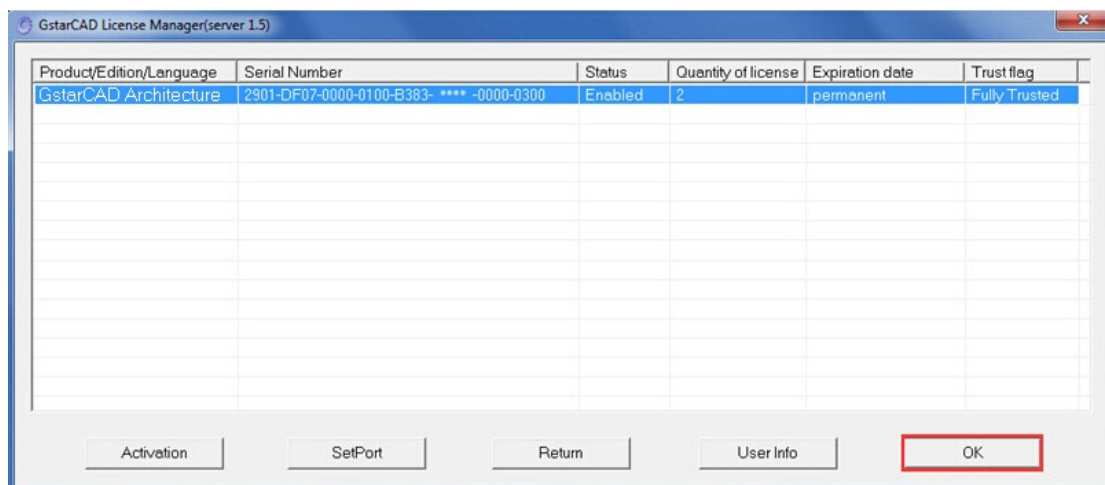 GstarCAD License Manager(server 1.5)
Product/Edition/Language Serial Number Status Quantity of license Expiration date Trust flag
GstarCAD Architecture 2901-DF07-0000-0100-B383- **** -0000-0300 Enabled 2 permanent Fully Trusted
Activation SetPort Return User Info OK